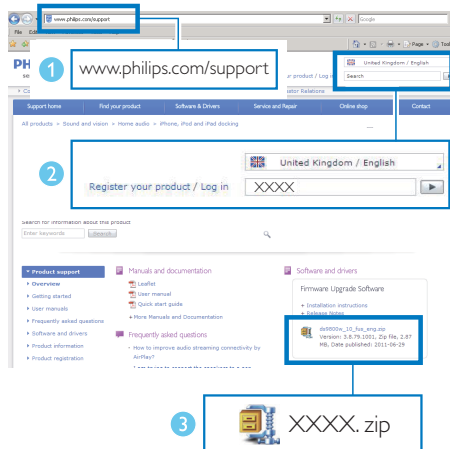 www.philips.com/support
Google
File
Page
PH
1
www.philips.com/support
United Kingdom / English
Search
Support home
Find your product
Software & Drivers
Service and Repair
Online shop
Contact
All products > Sound and vision > Home audio > iPhone, iPod and iPad docking
2
United Kingdom / English
Register your product / Log in
XXXX
Search for information about this product
Enter keywords
Search
Product support
Overview
Getting started
User manuals
Frequently asked questions
Software and drivers
Product information
Product registration
Manuals and documentation
Leaflet
User manual
Quick start guide
+ More Manuals and Documentation
Frequently asked questions
- How to improve audio streaming connectivity by
AirPlay?
Software and drivers
Firmware Upgrade Software
+ Installation instructions
+ Release Notes
ds9800w_10_fus_eng.zip
Version: 3.8.79.1001, Zip file, 2.87
MB, Date published: 2011-06-29
3
XXXX. zip